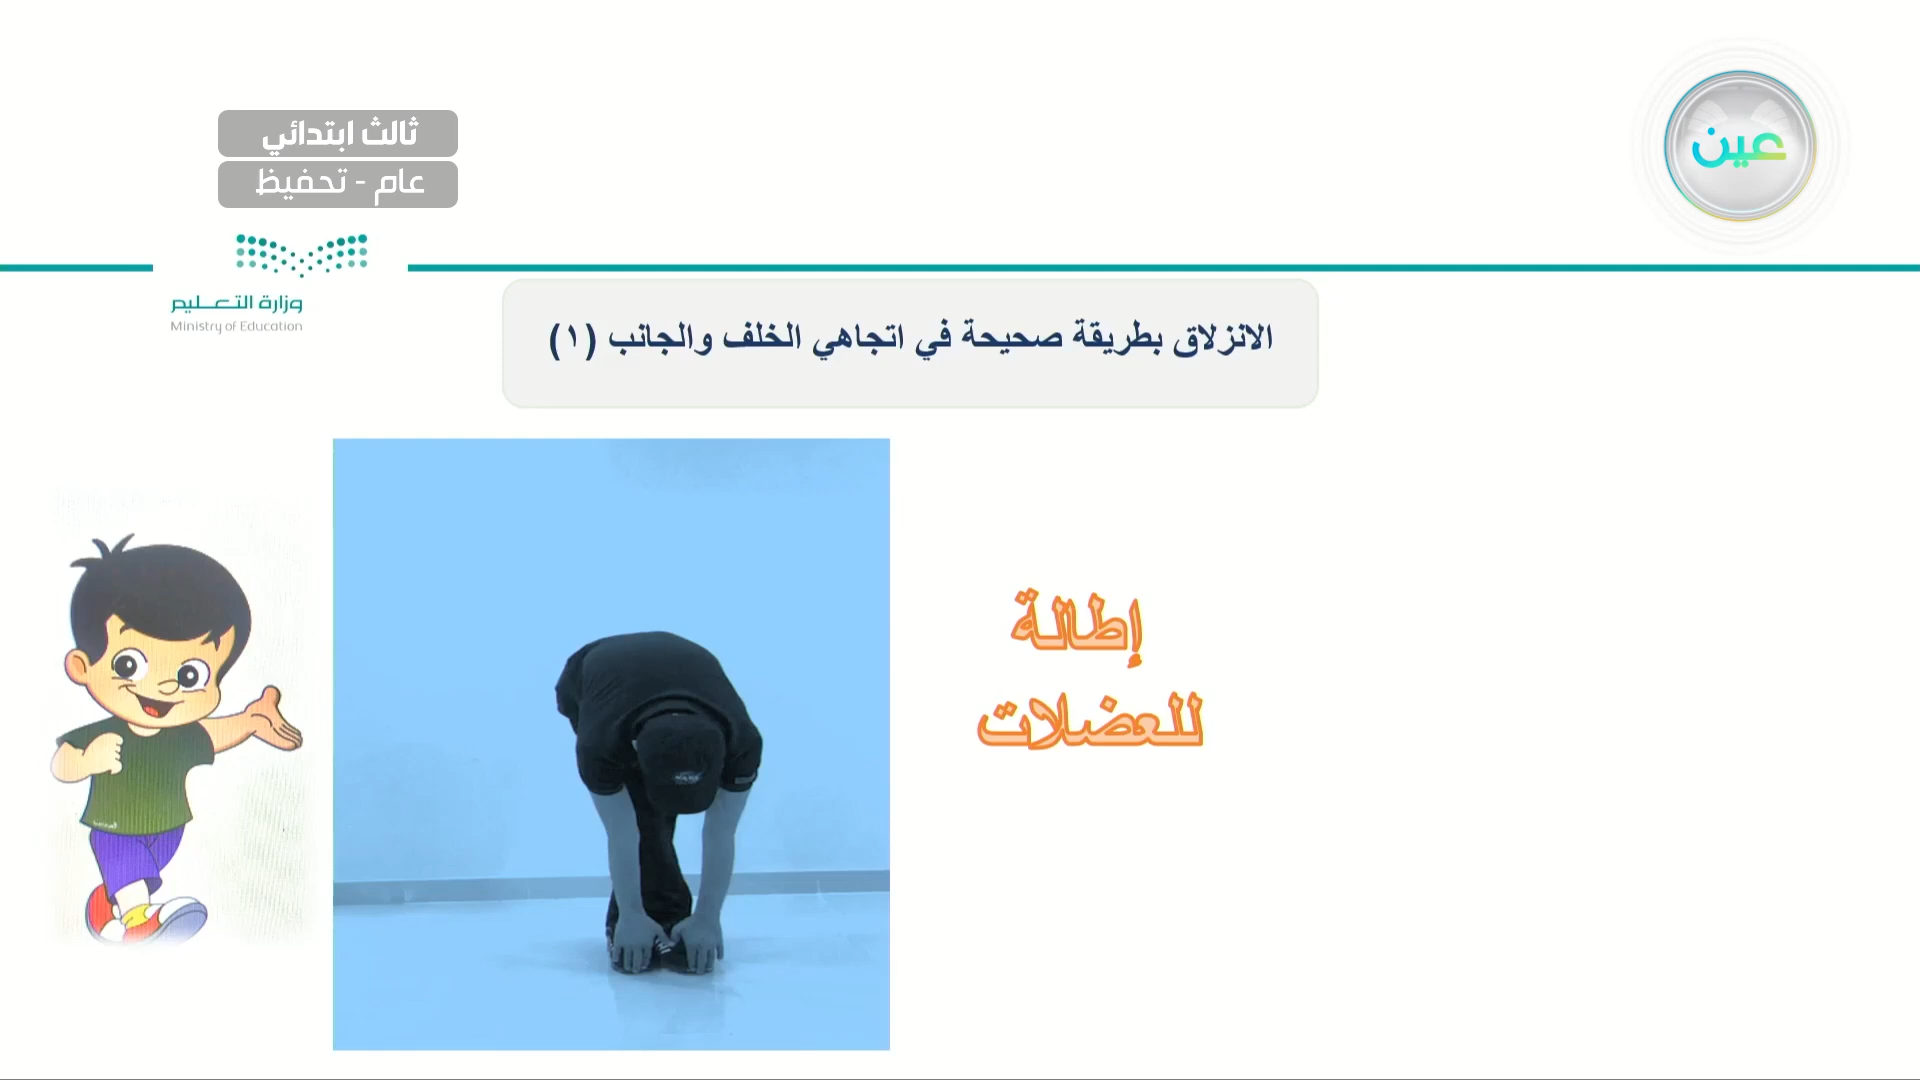 عين
ثالث ابتدائي
عام - تحفيظ
وزارة التعليم
Ministry of Education
الانزلاق بطريقة صحيحة في اتجاهي الخلف والجانب (١)
إطالة
للعضلات